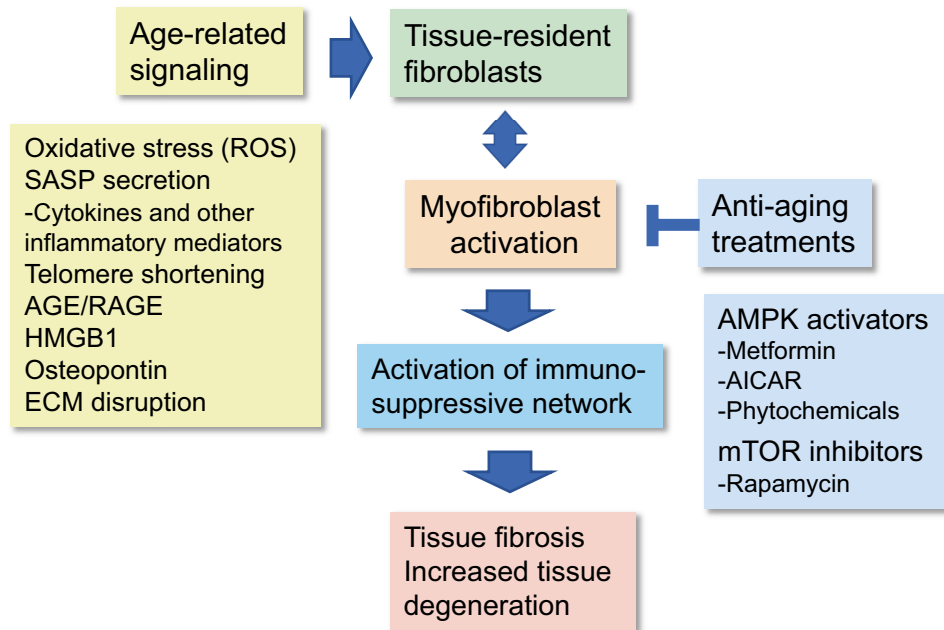 Age-related
signaling
Tissue-resident
fibroblasts
Oxidative stress (ROS)
SASP secretion
-Cytokines and other
inflammatory mediators
Telomere shortening
AGE/RAGE
HMGB1
Osteopontin
ECM disruption
Myofibroblast
activation
Anti-aging
treatments
AMPK activators
-Metformin
-AICAR
-Phytochemicals
mTOR inhibitors
-Rapamycin
Activation of immuno-
suppressive network
Tissue fibrosis
Increased tissue
degeneration